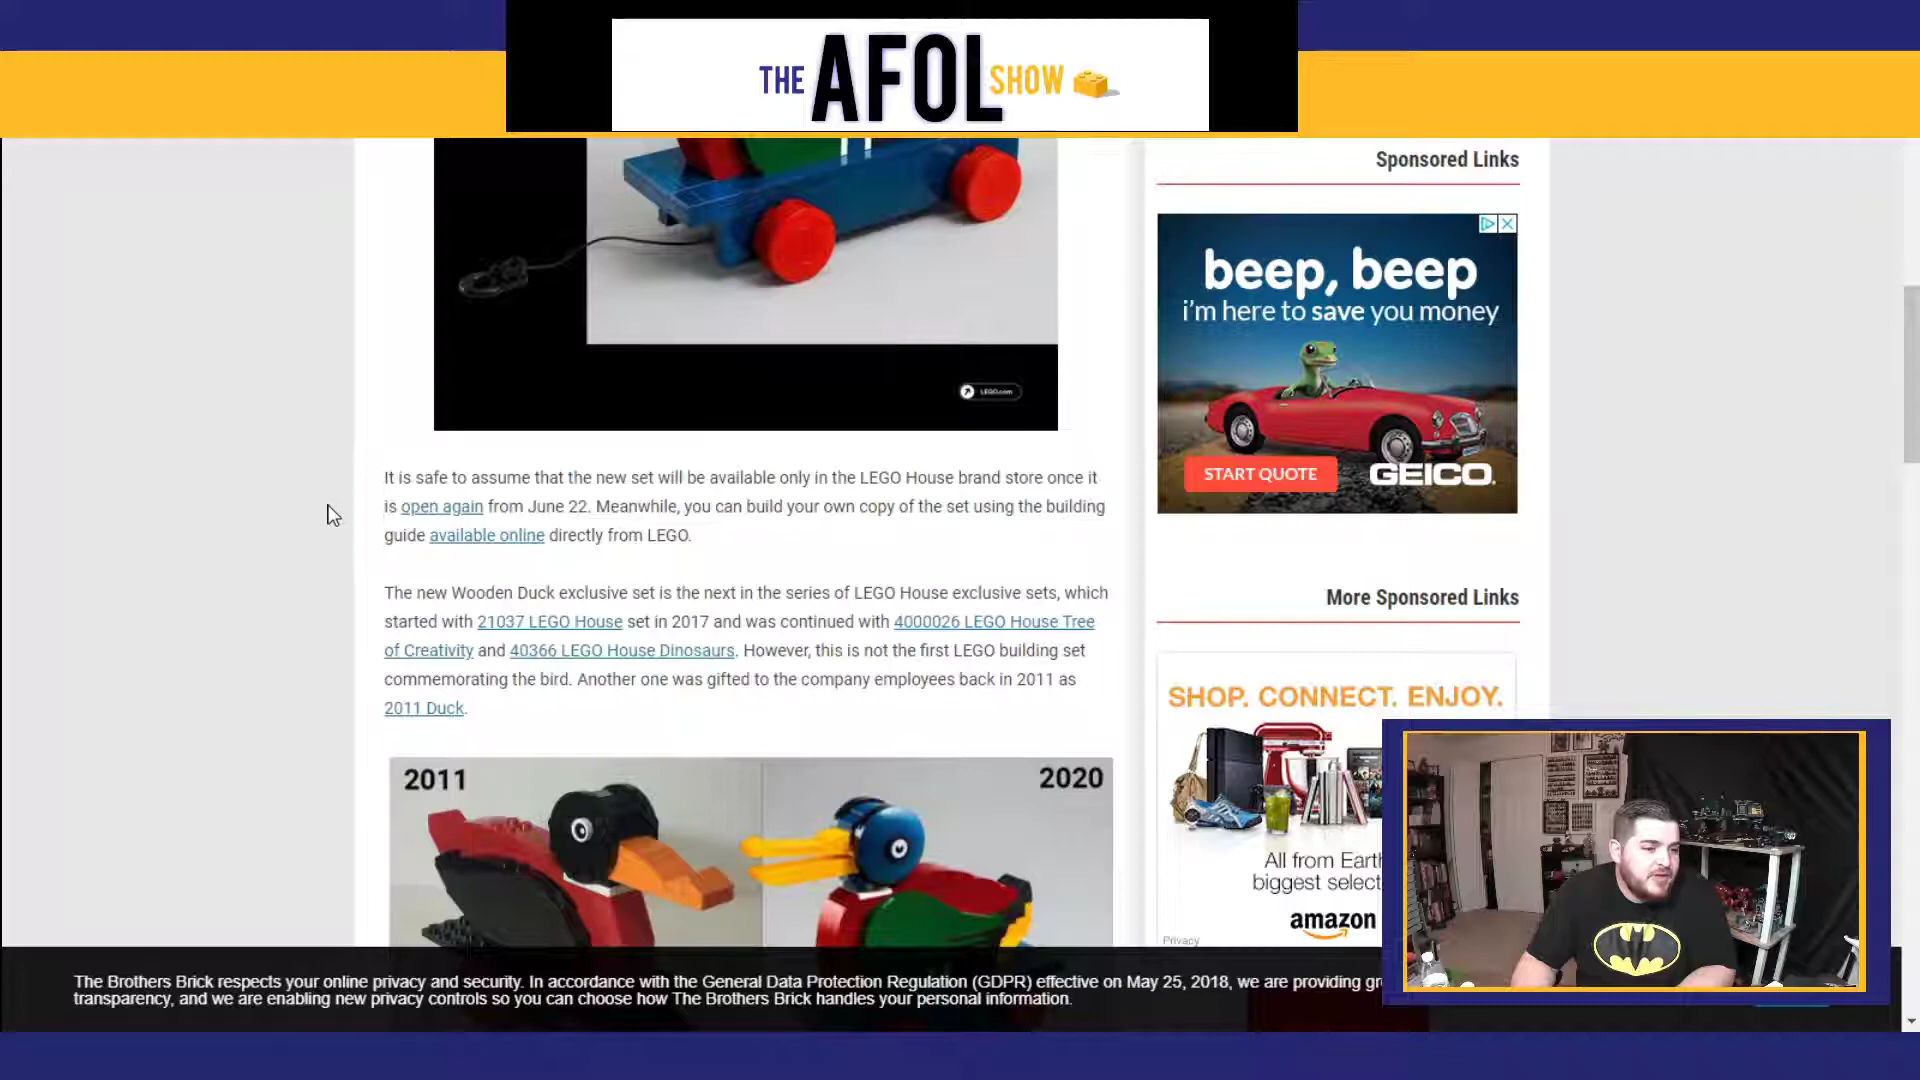 THE AFOL SHOW
Sponsored Links
beep, beep
i'm here to save you money
START QUOTE
GEICO.
LEGO.com
It is safe to assume that the new set will be available only in the LEGO House brand store once it
is open again from June 22. Meanwhile, you can build your own copy of the set using the building
guide available online directly from LEGO.
The new Wooden Duck exclusive set is the next in the series of LEGO House exclusive sets, which
started with 21037 LEGO House set in 2017 and was continued with 4000026 LEGO House Tree
of Creativity and 40366 LEGO House Dinosaurs. However, this is not the first LEGO building set
commemorating the bird. Another one was gifted to the company employees back in 2011 as
2011 Duck.
More Sponsored Links
SHOP. CONNECT. ENJOY.
All from Eart
biggest select
amazon
Privacy
2011
2020
The Brothers Brick respects your online privacy and security. In accordance with the General Data Protection Regulation (GDPR) effective on May 25, 2018, we are providing gr
transparency, and we are enabling new privacy controls so you can choose how The Brothers Brick handles your personal information.